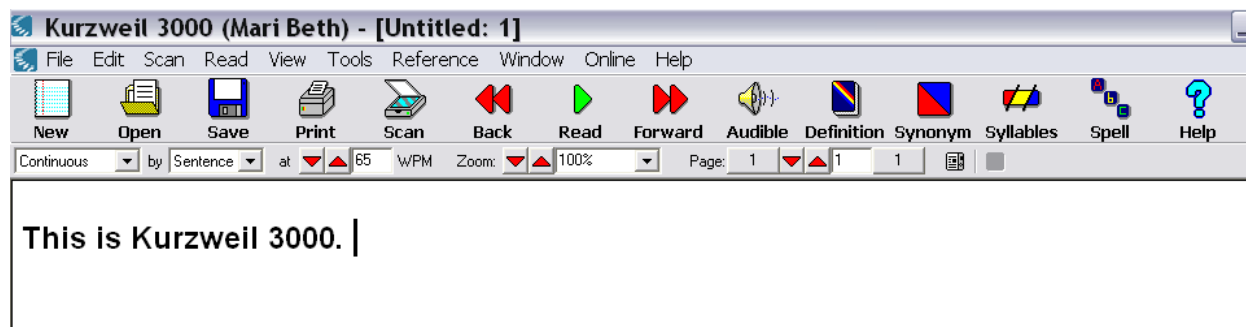 Kurzweil 3000 (Mari Beth) - [Untitled: 1]
File Edit Scan Read View Tools Reference Window Online Help
New Open Save Print Scan Back Read Forward Audible Definition Synonym Syllables Spell Help
Continuous by Sentence at 65 WPM Zoom: 100% Page: 1 1 1
This is Kurzweil 3000.